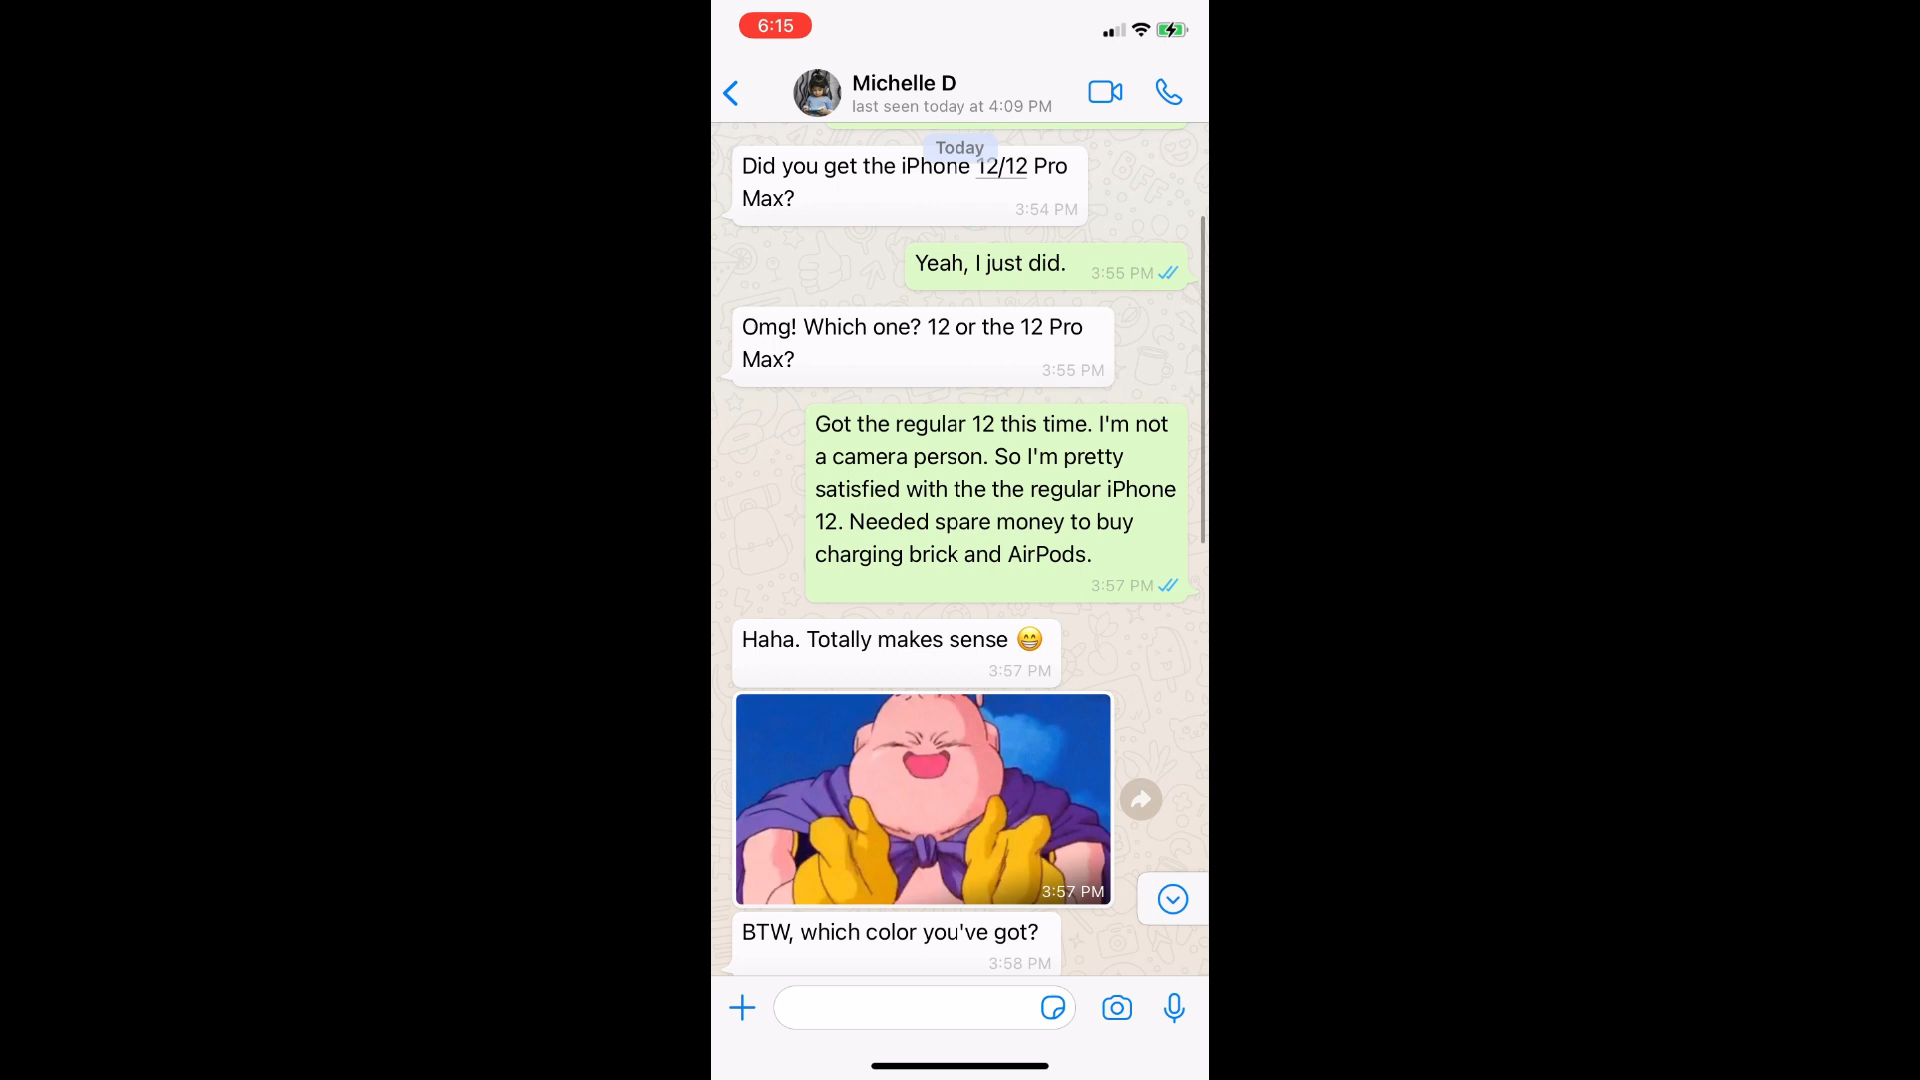 6:15
Michelle D
last seen today at 4:09 PM
Today
Did you get the iPhone 12/12 Pro
Max?
3:54 PM
Yeah, I just did.
3:55 PM
Omg! Which one? 12 or the 12 Pro
Max?
3:55 PM
Got the regular 12 this time. I'm not
a camera person. So I'm pretty
satisfied with the the regular iPhone
12. Needed spare money to buy
charging brick and AirPods.
3:57 PM
Haha. Totally makes sense 😁
3:57 PM
3:57 PM
BTW, which color you've got?
3:58 PM